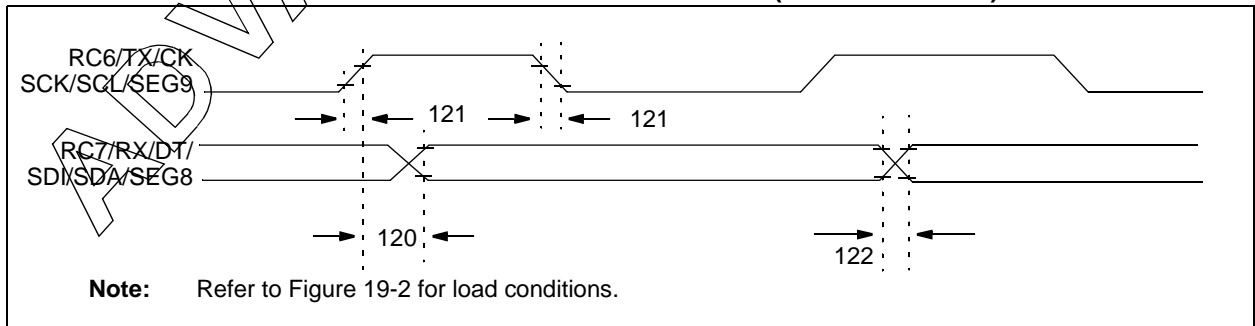 RC6/TX/CK
SCK/SCL/SEG9
121
121
RC7/RX/DT/
SDI/SDA/SEG8
120
122
Note: Refer to Figure 19-2 for load conditions.